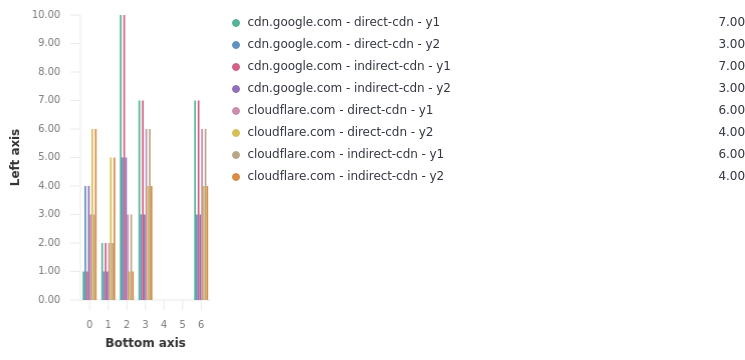 10.00
9.00
8.00
7.00
6.00
5.00
4.00
3.00
2.00
1.00
0.00
Left axis
0 1 2 3 4 5 6
Bottom axis
cdn.google.com - direct-cdn - y1 7.00
cdn.google.com - direct-cdn - y2 3.00
cdn.google.com - indirect-cdn - y1 7.00
cdn.google.com - indirect-cdn - y2 3.00
cloudflare.com - direct-cdn - y1 6.00
cloudflare.com - direct-cdn - y2 4.00
cloudflare.com - indirect-cdn - y1 6.00
cloudflare.com - indirect-cdn - y2 4.00